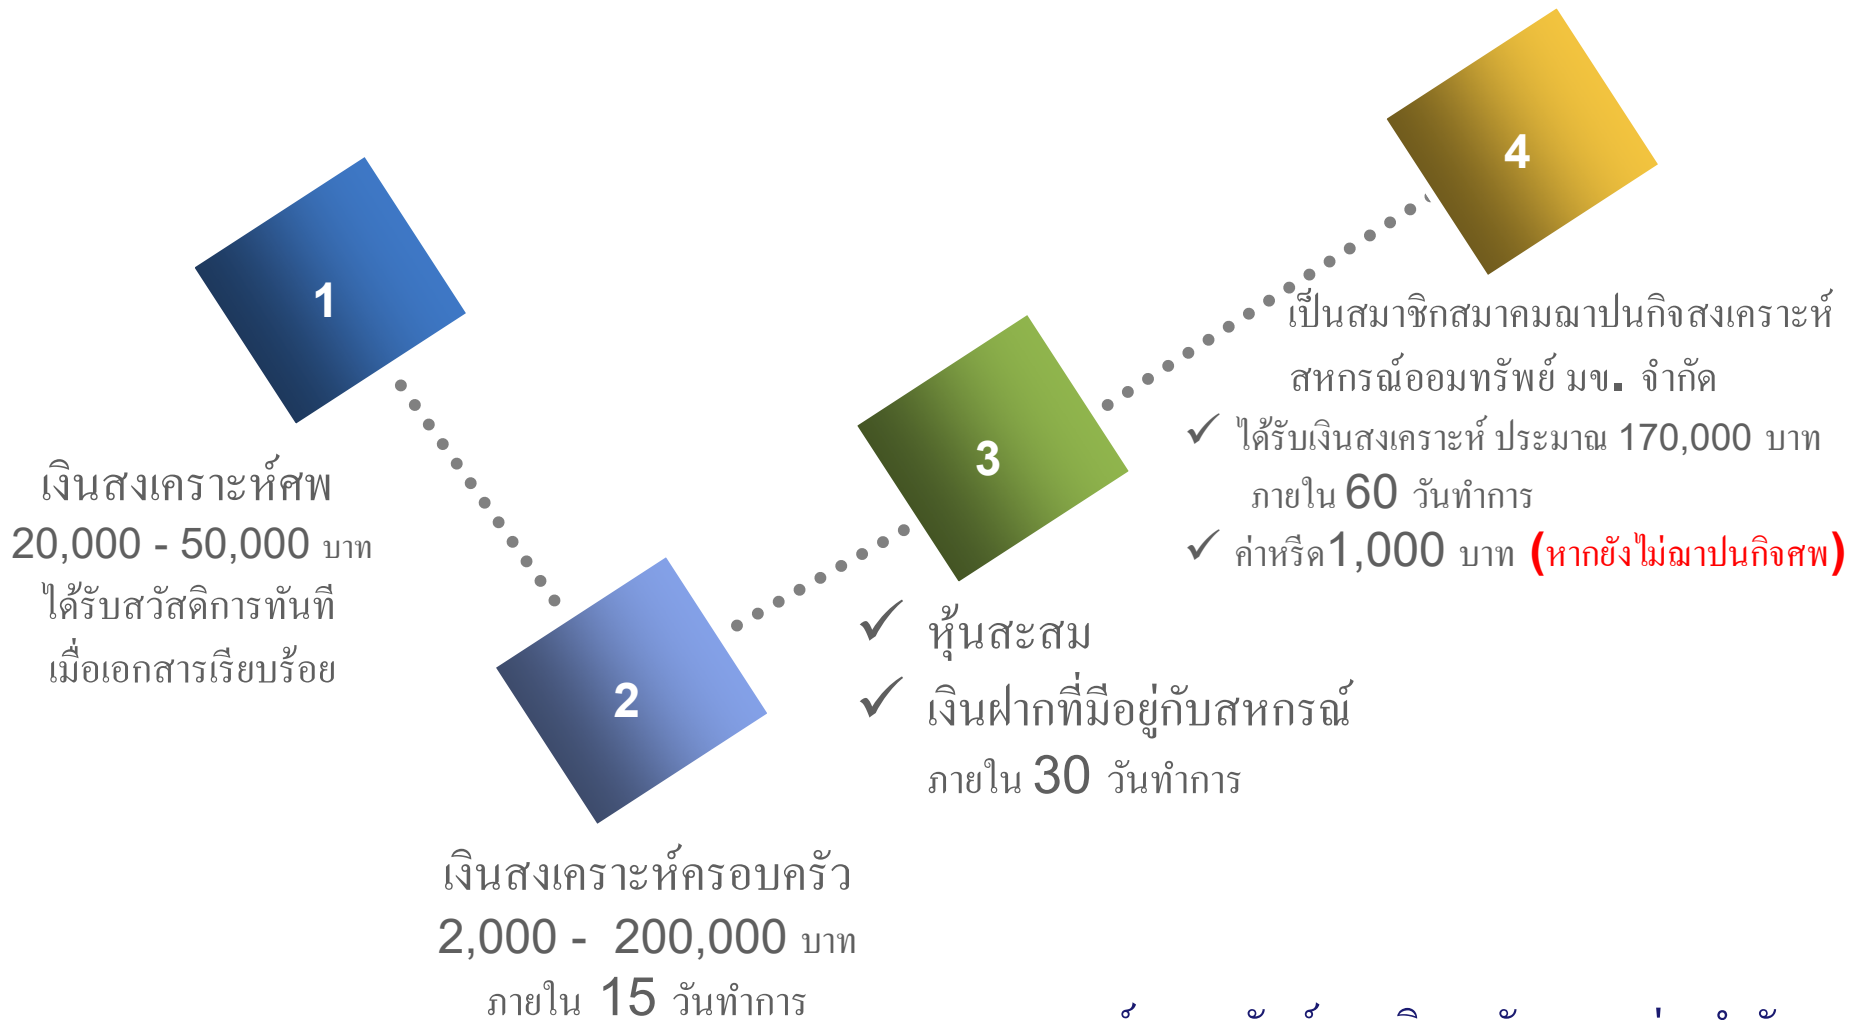 1
เงินสงเคราะห์ศพ
20,000 - 50,000 บาท
ได้รับสวัสดิการทันที
เมื่อเอกสารเรียบร้อย
2
เงินสงเคราะห์ครอบครัว
2,000 - 200,000 บาท
ภายใน 15 วันทำการ
3
✓ หุ้นสะสม
✓ เงินฝากที่มีอยู่กับสหกรณ์
ภายใน 30 วันทำการ
4
เป็นสมาชิกสมาคมฌาปนกิจสงเคราะห์
สหกรณ์ออมทรัพย์ มข. จำกัด
✓ ได้รับเงินสงเคราะห์ ประมาณ 170,000 บาท
ภายใน 60 วันทำการ
✓ ค่าหรีด1,000 บาท (หากยังไม่ฌาปนกิจศพ)